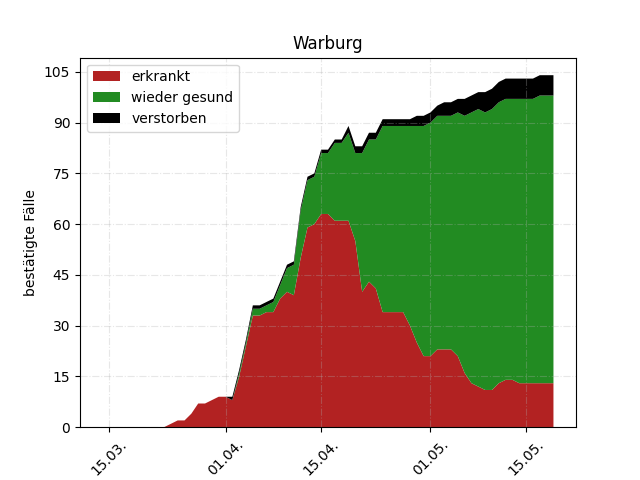 Warburg
erkrankt
wieder gesund
verstorben
bestätigte Fälle
105
90
75
60
45
30
15
0
15.03.
01.04.
15.04.
01.05.
15.05.